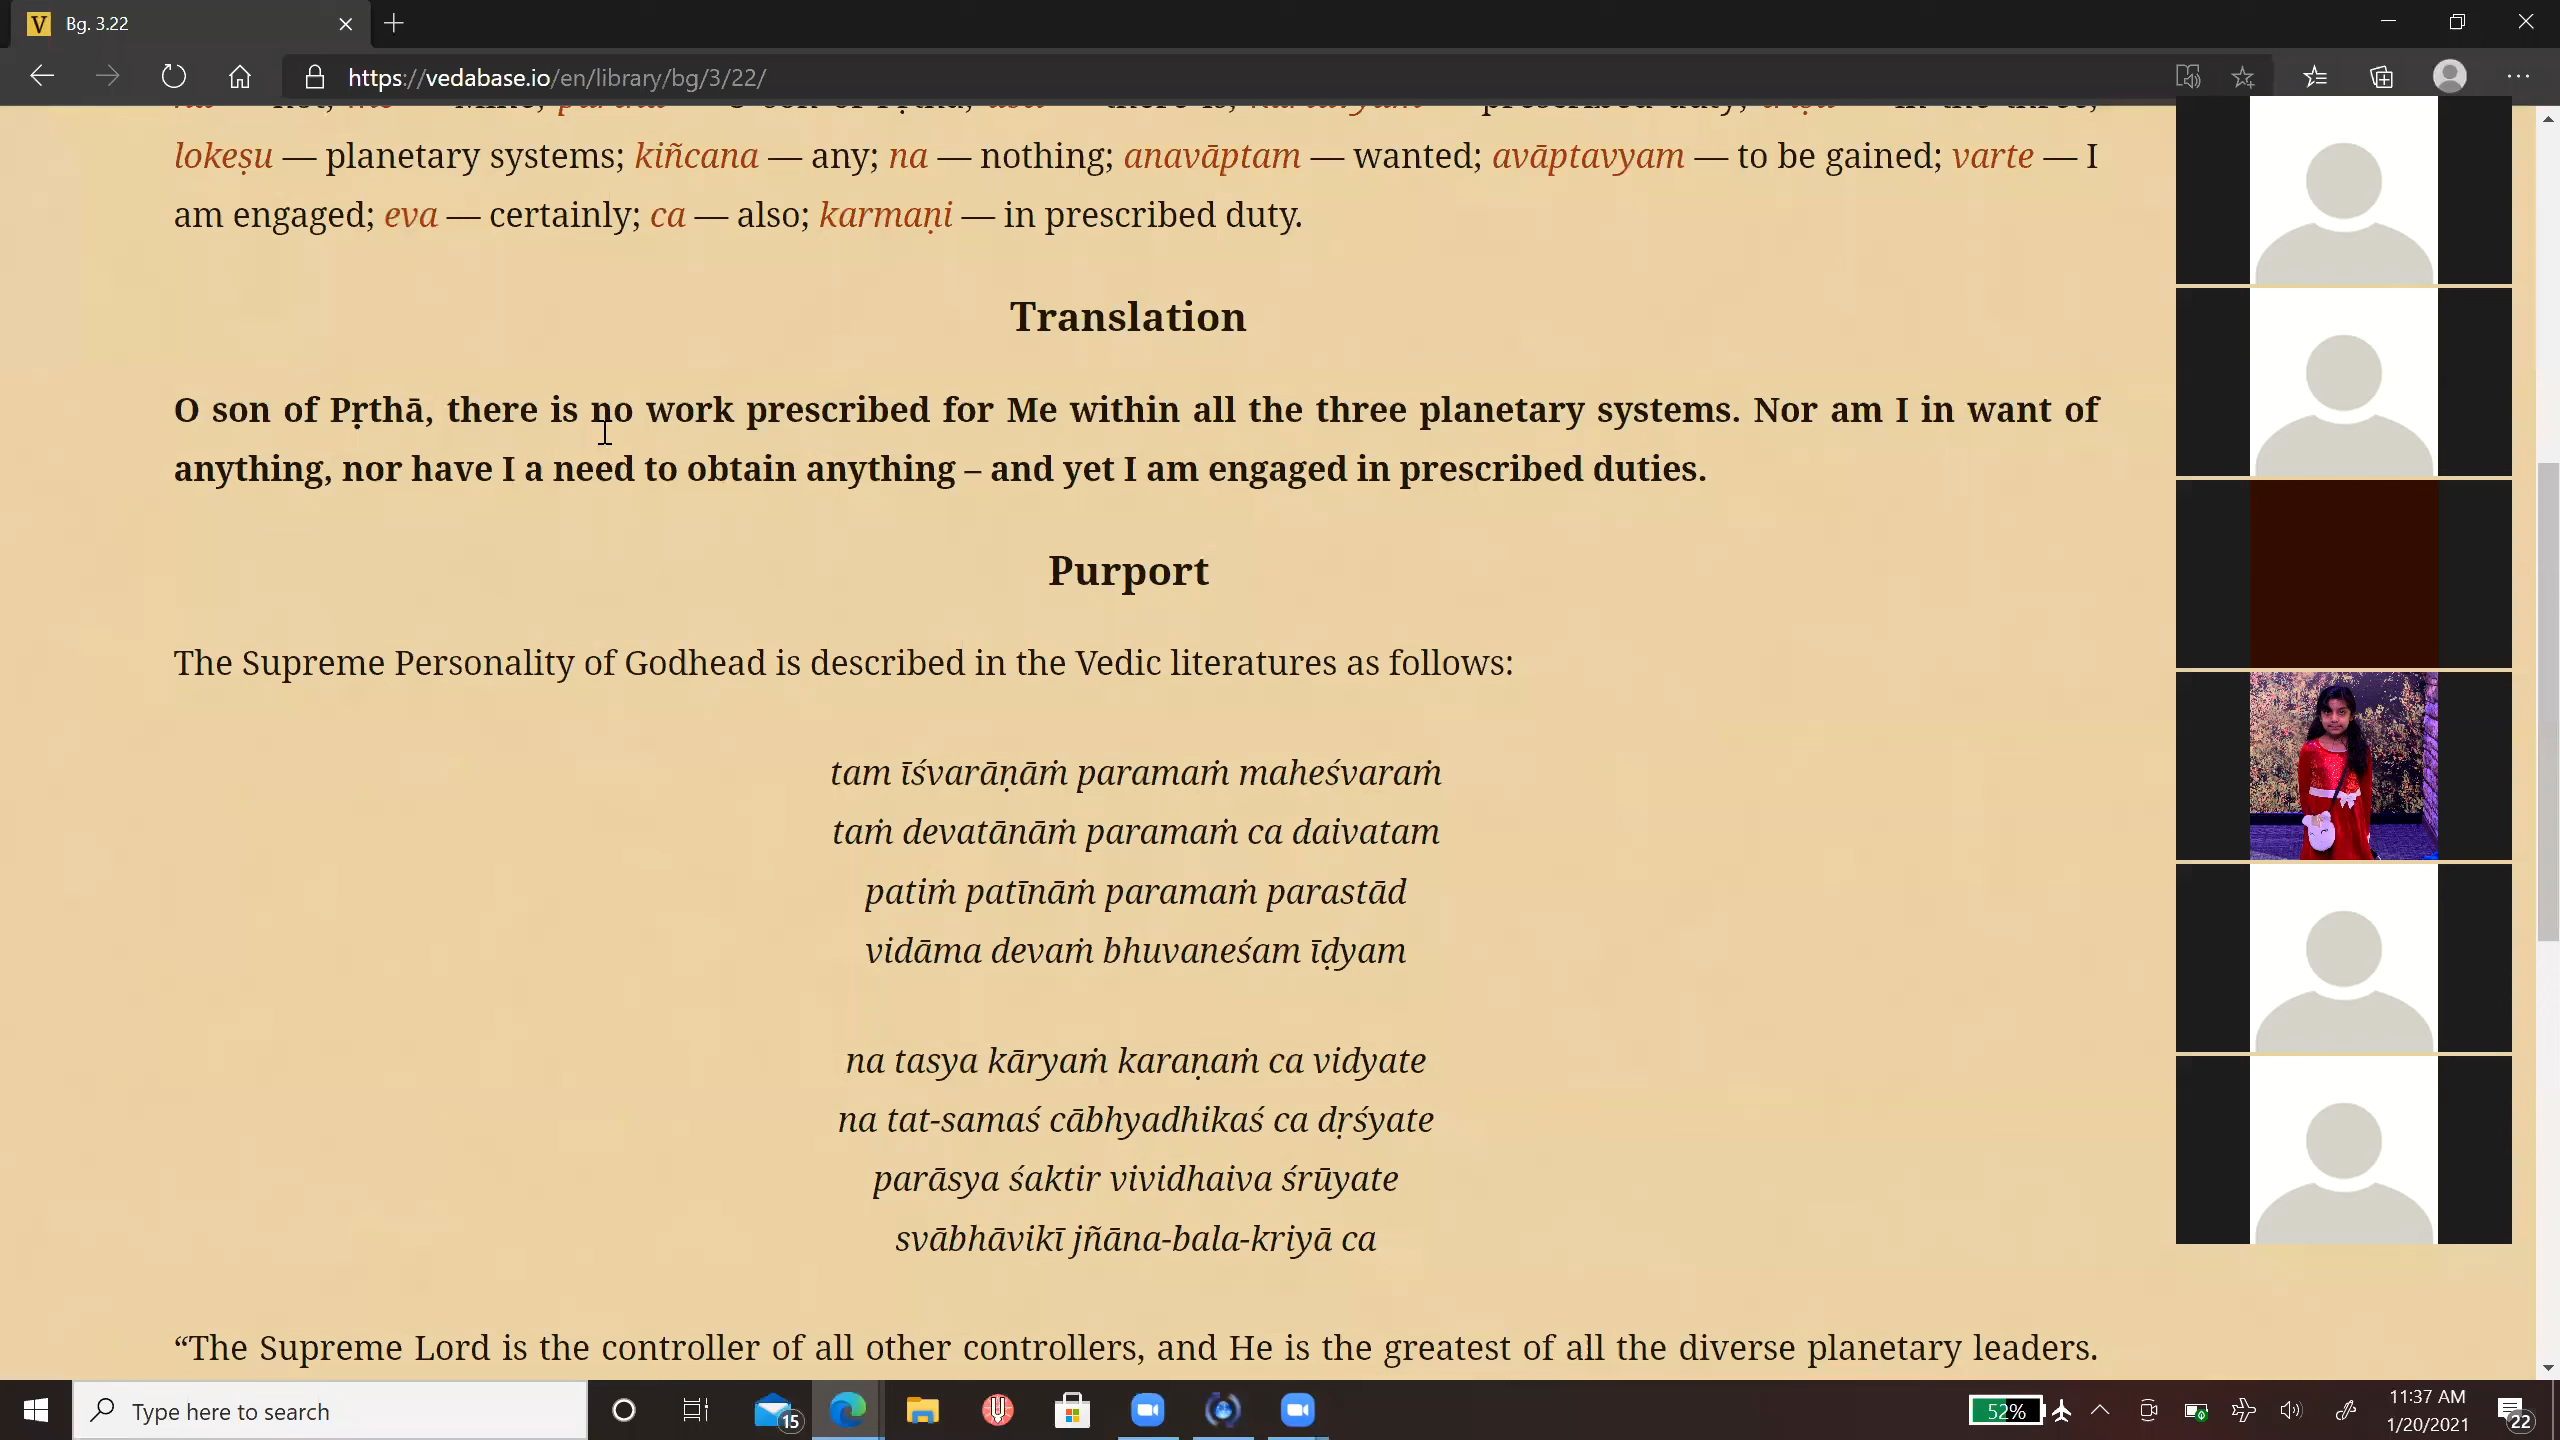 Bg. 3.22
https://vedabase.io/en/library/bg/3/22/
lokeṣu — planetary systems; kiñcana — any; na — nothing; anavāptam — wanted; avāptavyam — to be gained; varte — I
am engaged; eva — certainly; ca — also; karmaṇi — in prescribed duty.
Translation
O son of Pṛthā, there is no work prescribed for Me within all the three planetary systems. Nor am I in want of
anything, nor have I a need to obtain anything – and yet I am engaged in prescribed duties.
Purport
The Supreme Personality of Godhead is described in the Vedic literatures as follows:
tam īśvarāṇāṁ paramaṁ maheśvaraṁ
taṁ devatānāṁ paramaṁ ca daivatam
patiṁ patīnāṁ paramaṁ parastād
vidāma devaṁ bhuvaneśam īḍyam
na tasya kāryaṁ karaṇaṁ ca vidyate
na tat-samaś cābhyadhikaś ca dṛśyate
parāsya śaktir vividhaiva śrūyate
svābhāvikī jñāna-bala-kriyā ca
“The Supreme Lord is the controller of all other controllers, and He is the greatest of all the diverse planetary leaders.
Type here to search
15
52%
11:37 AM
1/20/2021
22